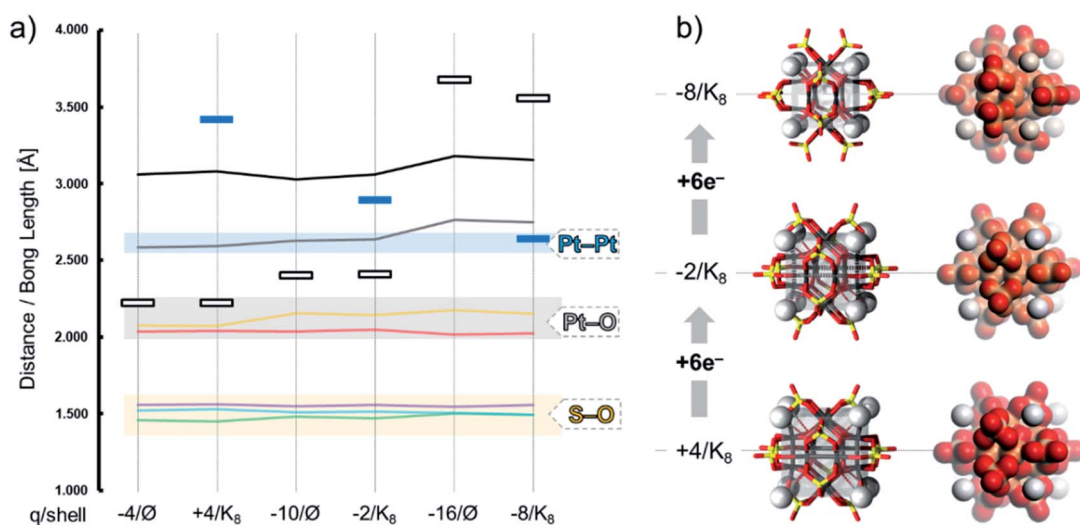 a)
Distance / Bong Length [Å]
4.000
3.500
3.000
2.500
2.000
1.500
1.000
Pt–Pt
Pt–O
S–O
q/shell
-4/Ø
+4/K₈
-10/Ø
-2/K₈
-16/Ø
-8/K₈
b)
-8/K₈
+6e⁻
-2/K₈
+6e⁻
+4/K₈